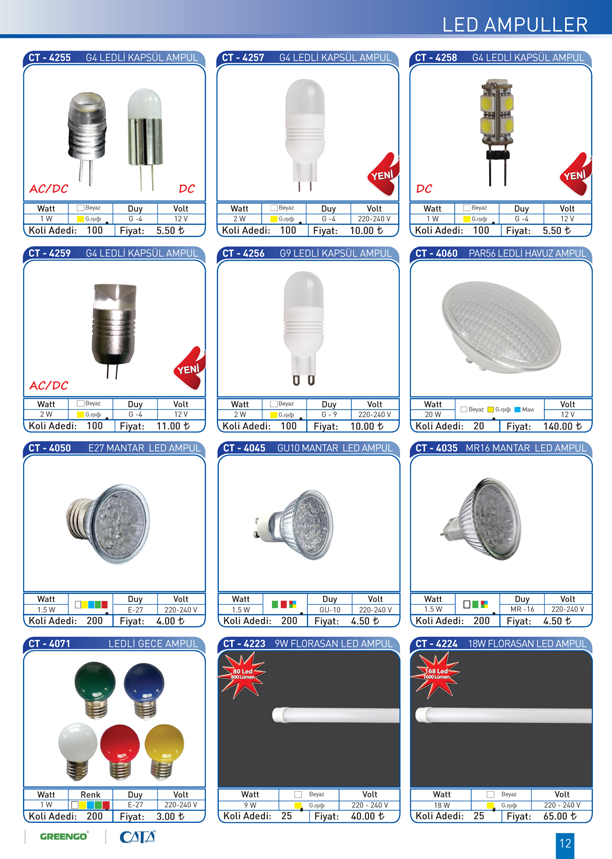 LED AMPULLER
CT - 4255 G4 LEDLİ KAPSÜL AMPUL
AC/DC DC
Watt Beyaz Duy Volt
1 W G.ışığı G -4 12 V
Koli Adedi: 100 Fiyat: 5.50 ₺
CT - 4257 G4 LEDLİ KAPSÜL AMPUL
YENİ
Watt Beyaz Duy Volt
2 W G.ışığı G -4 220-240 V
Koli Adedi: 100 Fiyat: 10.00 ₺
CT - 4258 G4 LEDLİ KAPSÜL AMPUL
DC YENİ
Watt Beyaz Duy Volt
1 W G.ışığı G -4 12 V
Koli Adedi: 100 Fiyat: 5.50 ₺
CT - 4259 G4 LEDLİ KAPSÜL AMPUL
YENİ
AC/DC
Watt Beyaz Duy Volt
2 W G.ışığı G -4 12 V
Koli Adedi: 100 Fiyat: 11.00 ₺
CT - 4256 G9 LEDLİ KAPSÜL AMPUL
Watt Beyaz Duy Volt
2 W G.ışığı G - 9 220-240 V
Koli Adedi: 100 Fiyat: 10.00 ₺
CT - 4060 PAR56 LEDLİ HAVUZ AMPUL
Watt Beyaz G.ışığı Mavi Volt
20 W 12 V
Koli Adedi: 20 Fiyat: 140.00 ₺
CT - 4050 E27 MANTAR LED AMPUL
Watt Duy Volt
1.5 W E-27 220-240 V
Koli Adedi: 200 Fiyat: 4.00 ₺
CT - 4045 GU10 MANTAR LED AMPUL
Watt Duy Volt
1.5 W GU-10 220-240 V
Koli Adedi: 200 Fiyat: 4.50 ₺
CT - 4035 MR16 MANTAR LED AMPUL
Watt Duy Volt
1.5 W MR -16 220-240 V
Koli Adedi: 200 Fiyat: 4.50 ₺
CT - 4071 LEDLİ GECE AMPUL
Watt Renk Duy Volt
1 W E-27 220-240 V
Koli Adedi: 200 Fiyat: 3.00 ₺
CT - 4223 9W FLORASAN LED AMPUL
80 Led
800 Lümen
Watt Beyaz Volt
9 W G.ışığı 220 - 240 V
Koli Adedi: 25 Fiyat: 40.00 ₺
CT - 4224 18W FLORASAN LED AMPUL
168 Led
1600 Lümen
Watt Beyaz Volt
18 W G.ışığı 220 - 240 V
Koli Adedi: 25 Fiyat: 65.00 ₺
GREENGO CATA 12